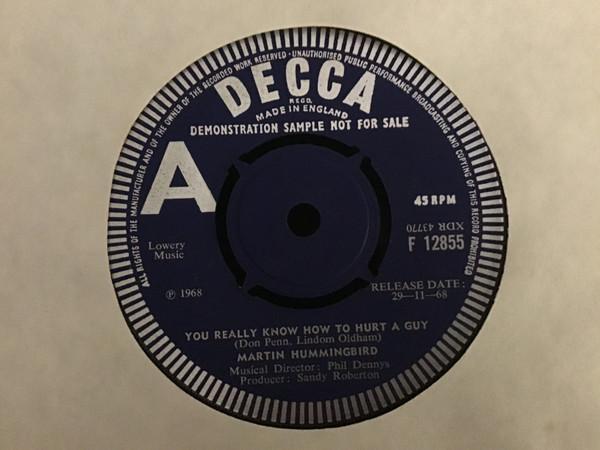 ALL RIGHTS OF THE MANUFACTURER AND OF THE OWNER OF THE RECORDED WORK RESERVED · UNAUTHORISED PUBLIC PERFORMANCE BROADCASTING AND COPYING OF THIS RECORD PROHIBITED
DECCA
REGD.
MADE IN ENGLAND
DEMONSTRATION SAMPLE NOT FOR SALE
A
45 RPM
XDR 43770
F 12855
Lowery
Music
℗ 1968
RELEASE DATE:
29—11—68
YOU REALLY KNOW HOW TO HURT A GUY
(Don Penn. Lindom Oldham)
MARTIN HUMMINGBIRD
Musical Director: Phil Dennys
Producer: Sandy Roberton